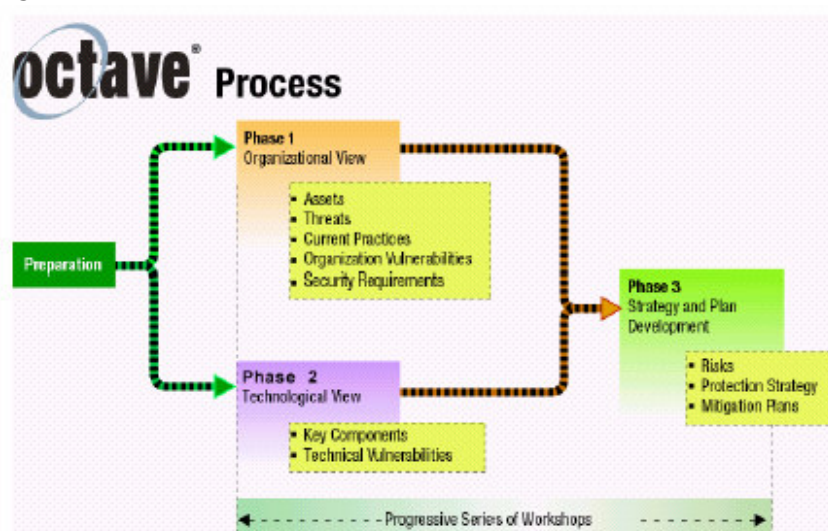 octave® Process
Phase 1
Organizational View
▪ Assets
▪ Threats
▪ Current Practices
▪ Organization Vulnerabilities
▪ Security Requirements
Preparation
Phase 3
Strategy and Plan
Development
▪ Risks
▪ Protection Strategy
▪ Mitigation Plans
Phase 2
Technological View
▪ Key Components
▪ Technical Vulnerabilities
Progressive Series of Workshops